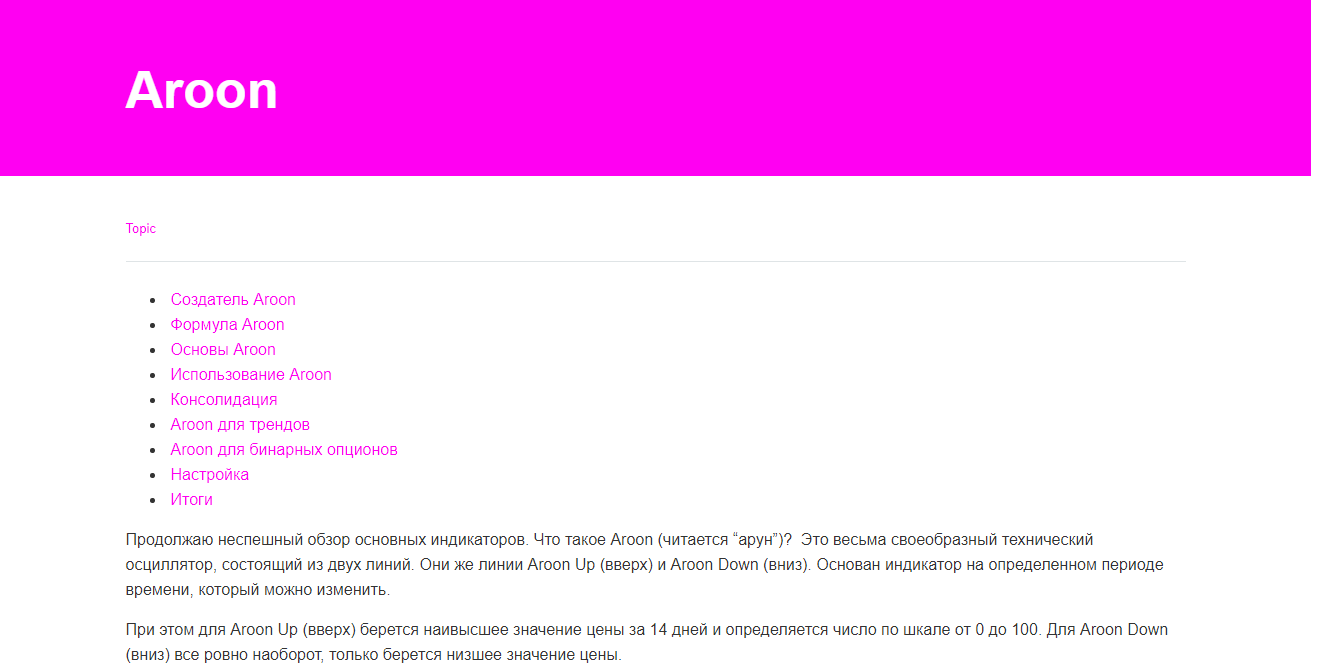 Aroon
Topic
Создатель Aroon
Формула Aroon
Основы Aroon
Использование Aroon
Консолидация
Aroon для трендов
Aroon для бинарных опционов
Настройка
Итоги
Продолжаю неспешный обзор основных индикаторов. Что такое Aroon (читается “арун”)?  Это весьма своеобразный технический
осциллятор, состоящий из двух линий. Они же линии Aroon Up (вверх) и Aroon Down (вниз). Основан индикатор на определенном периоде
времени, который можно изменить.
При этом для Aroon Up (вверх) берется наивысшее значение цены за 14 дней и определяется число по шкале от 0 до 100. Для Aroon Down
(вниз) все ровно наоборот, только берется низшее значение цены.